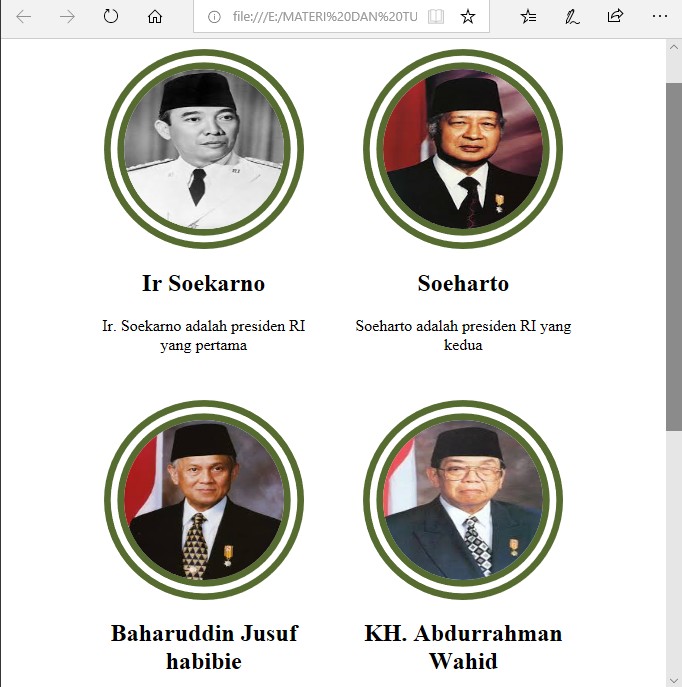 file:///E:/MATERI%20DAN%20TU
Ir Soekarno
Ir. Soekarno adalah presiden RI
yang pertama
Soeharto
Soeharto adalah presiden RI yang
kedua
Baharuddin Jusuf
habibie
KH. Abdurrahman
Wahid